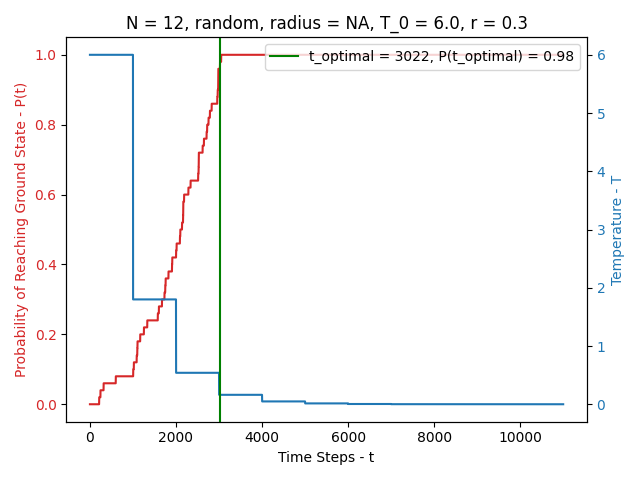 N = 12, random, radius = NA, T_0 = 6.0, r = 0.3
t_optimal = 3022, P(t_optimal) = 0.98
Probability of Reaching Ground State - P(t)
1.0
0.8
0.6
0.4
0.2
0.0
6
5
4
3
2
1
0
Temperature - T
0 2000 4000 6000 8000 10000
Time Steps - t